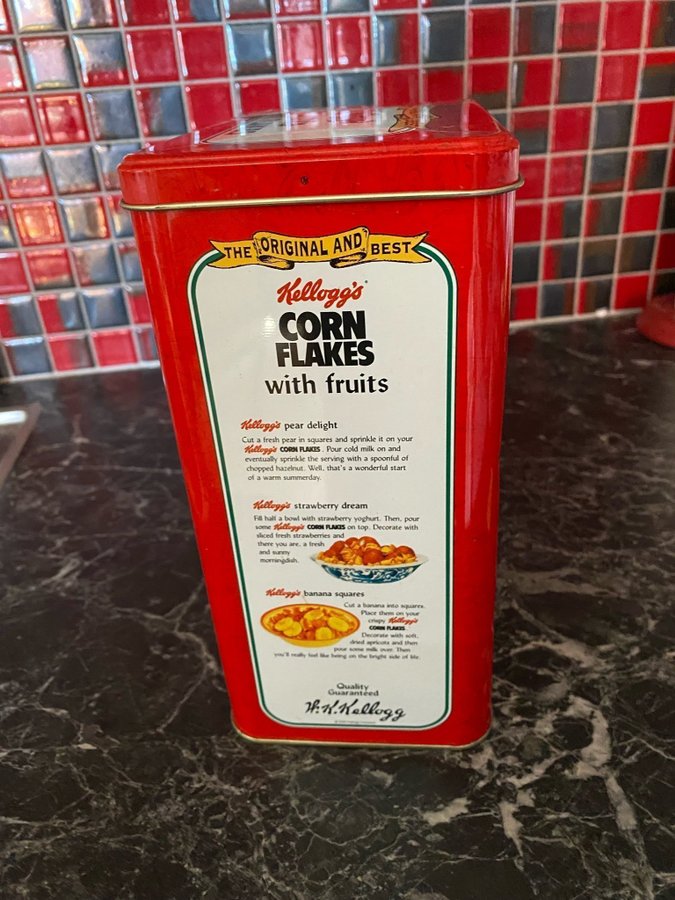 THE ORIGINAL AND BEST
Kellogg's
CORN
FLAKES
with fruits
Kellogg's pear delight
Cut a fresh pear in squares and sprinkle it on your
Kellogg's CORN FLAKES. Pour cold milk on and
eventually sprinkle the serving with a spoonful of
chopped hazelnut. Well, that's a wonderful start
of a warm summerday.
Kellogg's strawberry dream
Fill half a bowl with strawberry yoghurt. Then, pour
some Kellogg's CORN FLAKES on top. Decorate with
sliced fresh strawberries and
there you are, a fresh
and sunny
morningdish.
Kellogg's banana squares
Cut a banana into squares.
Place them on your
crispy Kellogg's
CORN FLAKES
Decorate with soft,
dried apricots and then
pour some milk over. Then
you'll really feel like being on the bright side of life.
Quality
Guaranteed
W.K.Kellogg